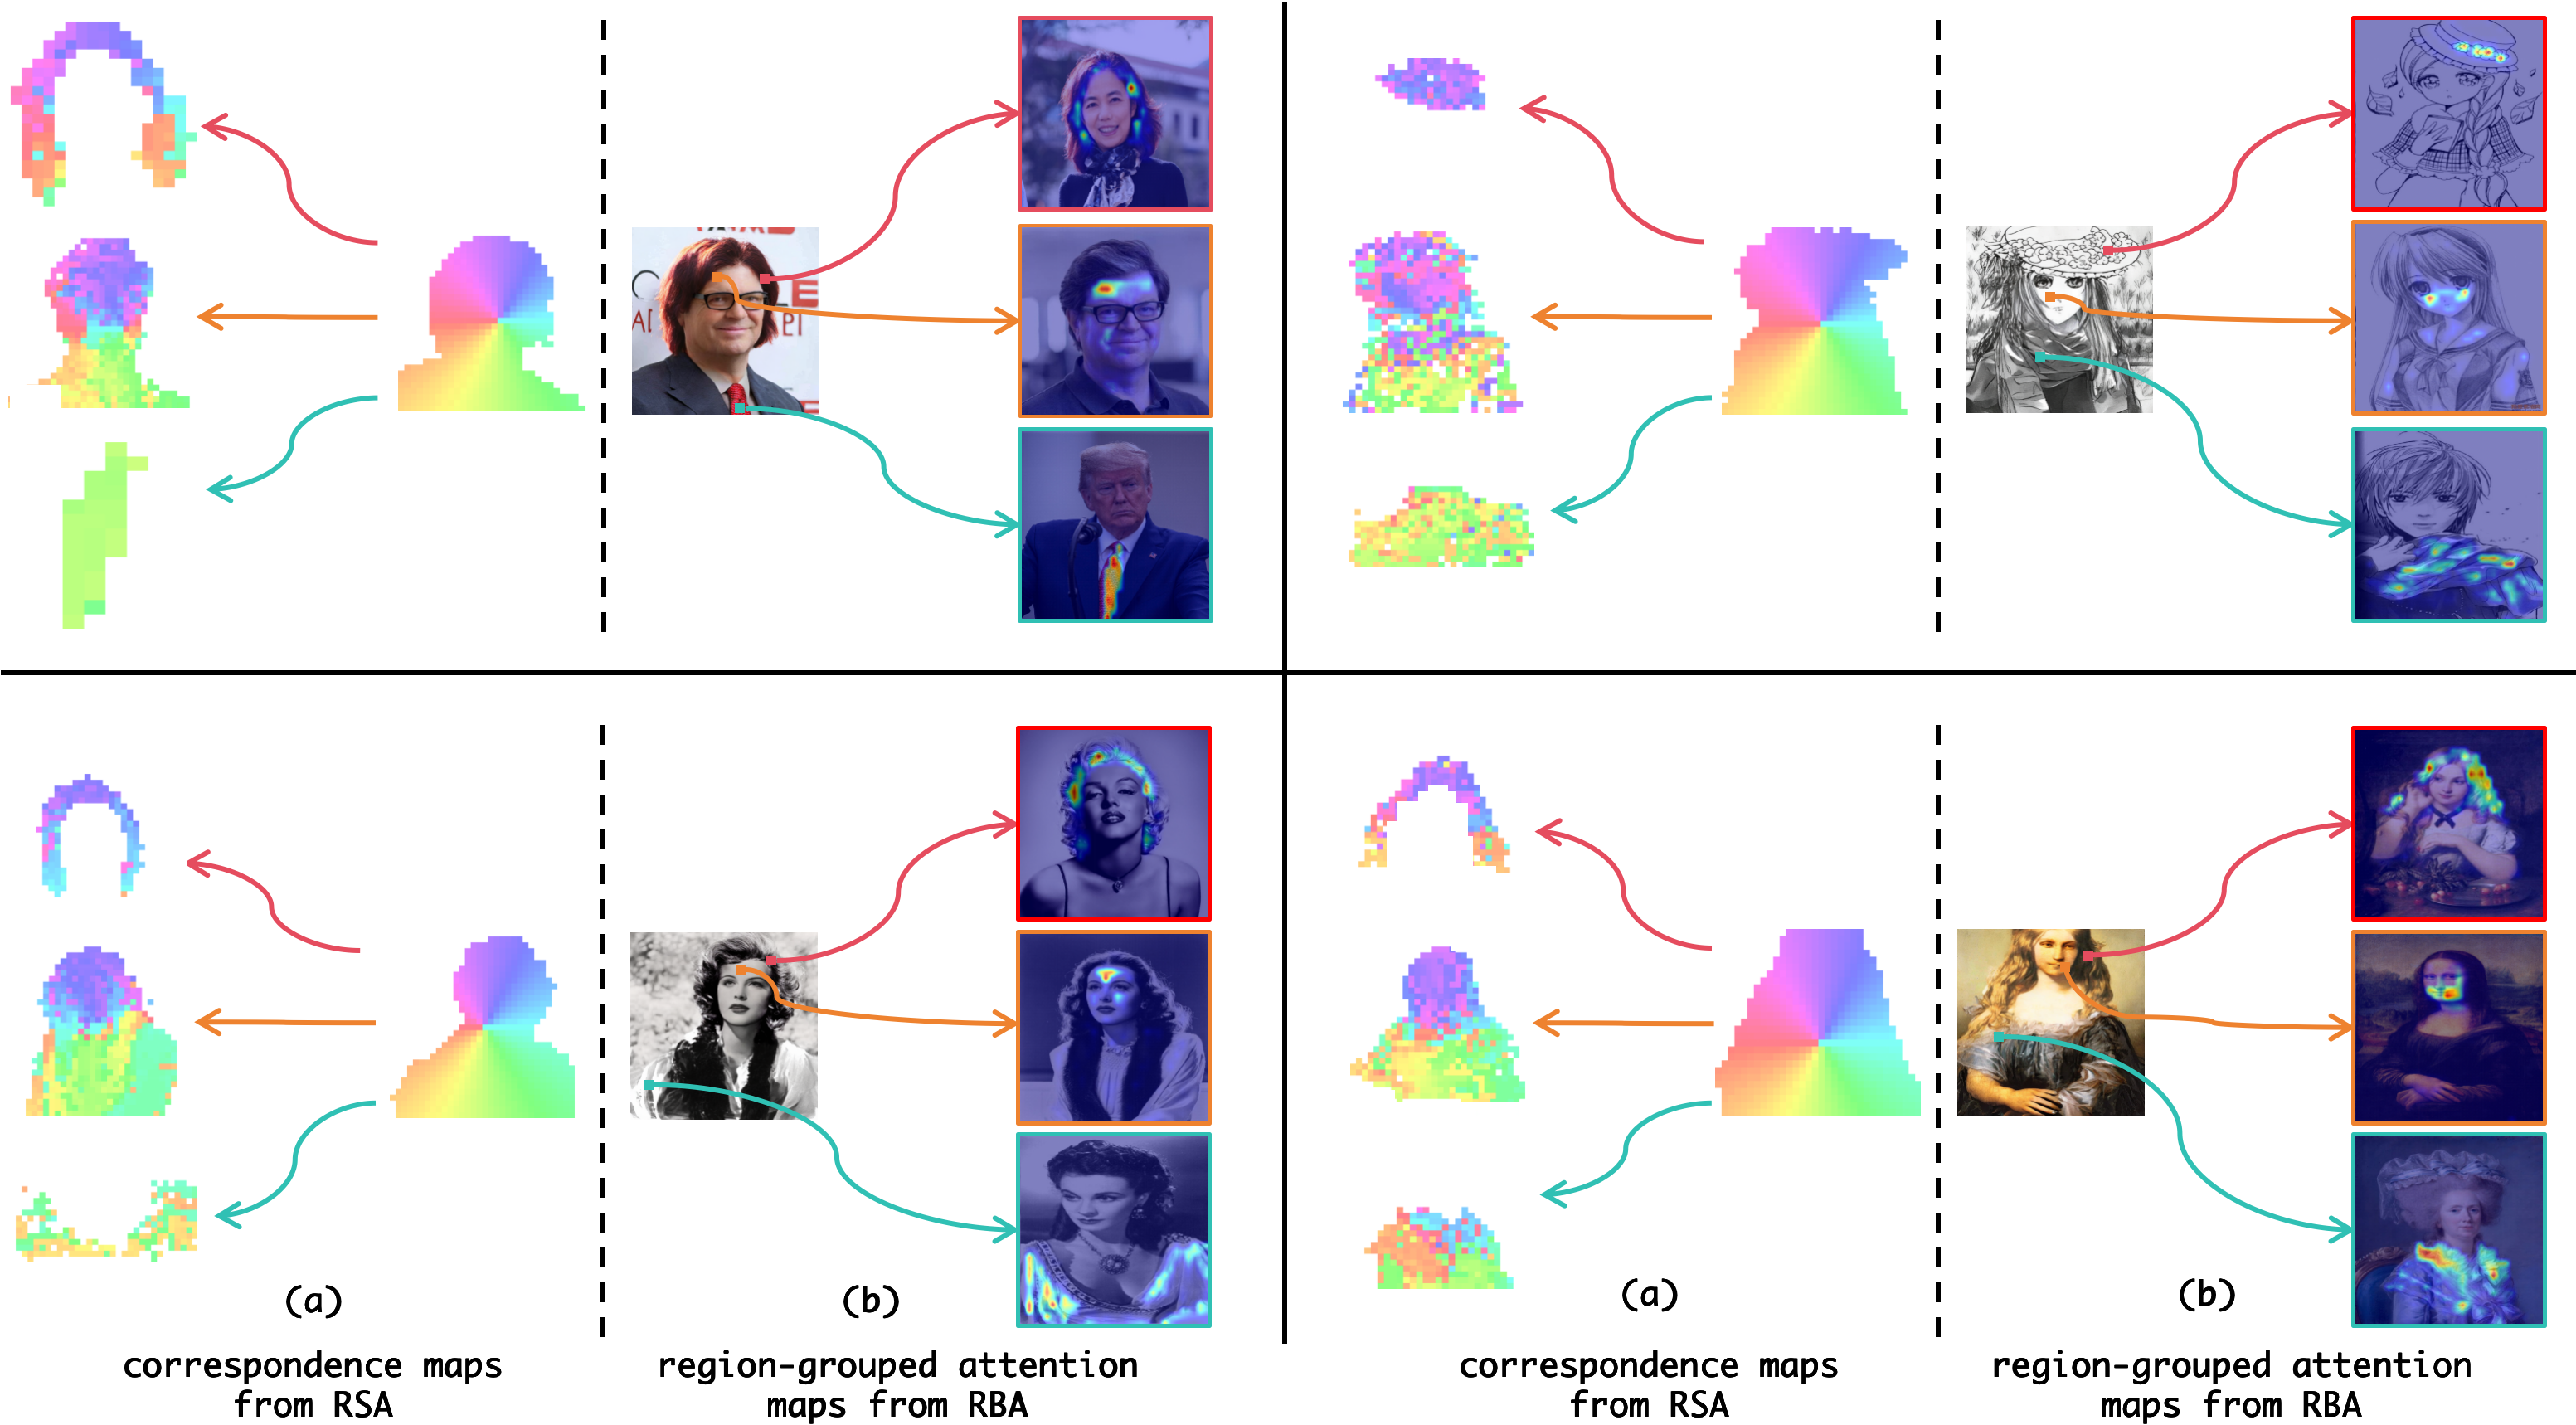 (a)
(b)
(a)
(b)
correspondence maps
from RSA
region-grouped attention
maps from RBA
correspondence maps
from RSA
region-grouped attention
maps from RBA